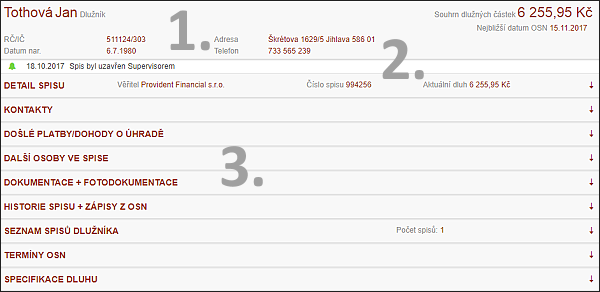 Tothová Jan Dlužník
Souhrn dlužných částek 6 255,95 Kč
Nejbližší datum OSN 15.11.2017
1.
RČ/IČ 511124/303 Adresa Škrétova 1629/5 Jihlava 586 01
Datum nar. 6.7.1980 Telefon 733 565 239
2.
18.10.2017 Spis byl uzavřen Supervisorem
DETAIL SPISU Věřitel Provident Financial s.r.o. Číslo spisu 994256 Aktuální dluh 6 255,95 Kč
KONTAKTY
DOŠLÉ PLATBY/DOHODY O ÚHRADĚ
3.
DALŠÍ OSOBY VE SPISE
DOKUMENTACE + FOTODOKUMENTACE
HISTORIE SPISU + ZÁPISY Z OSN
SEZNAM SPISŮ DLUŽNÍKA Počet spisů: 1
TERMÍNY OSN
SPECIFIKACE DLUHU